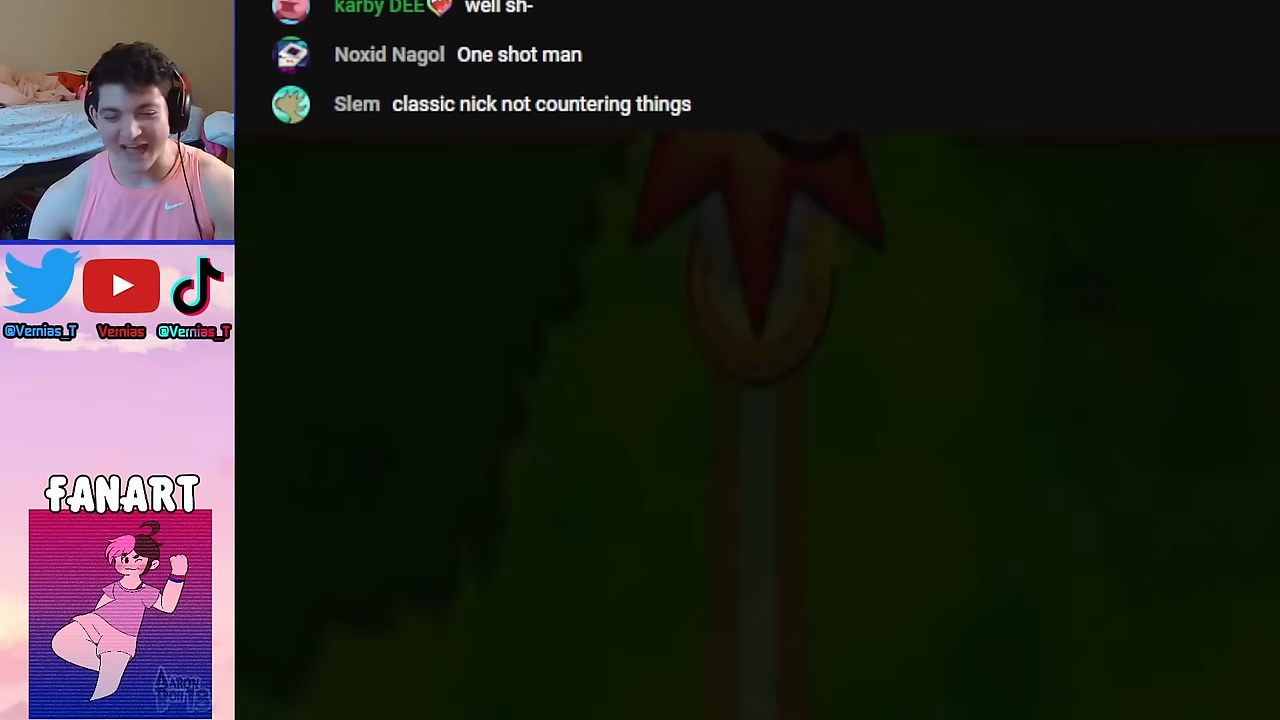 karby DEE💖 well sh-
Noxid Nagol One shot man
Slem classic nick not countering things
@Vernias_T Vernias @Vernias_T
FANART